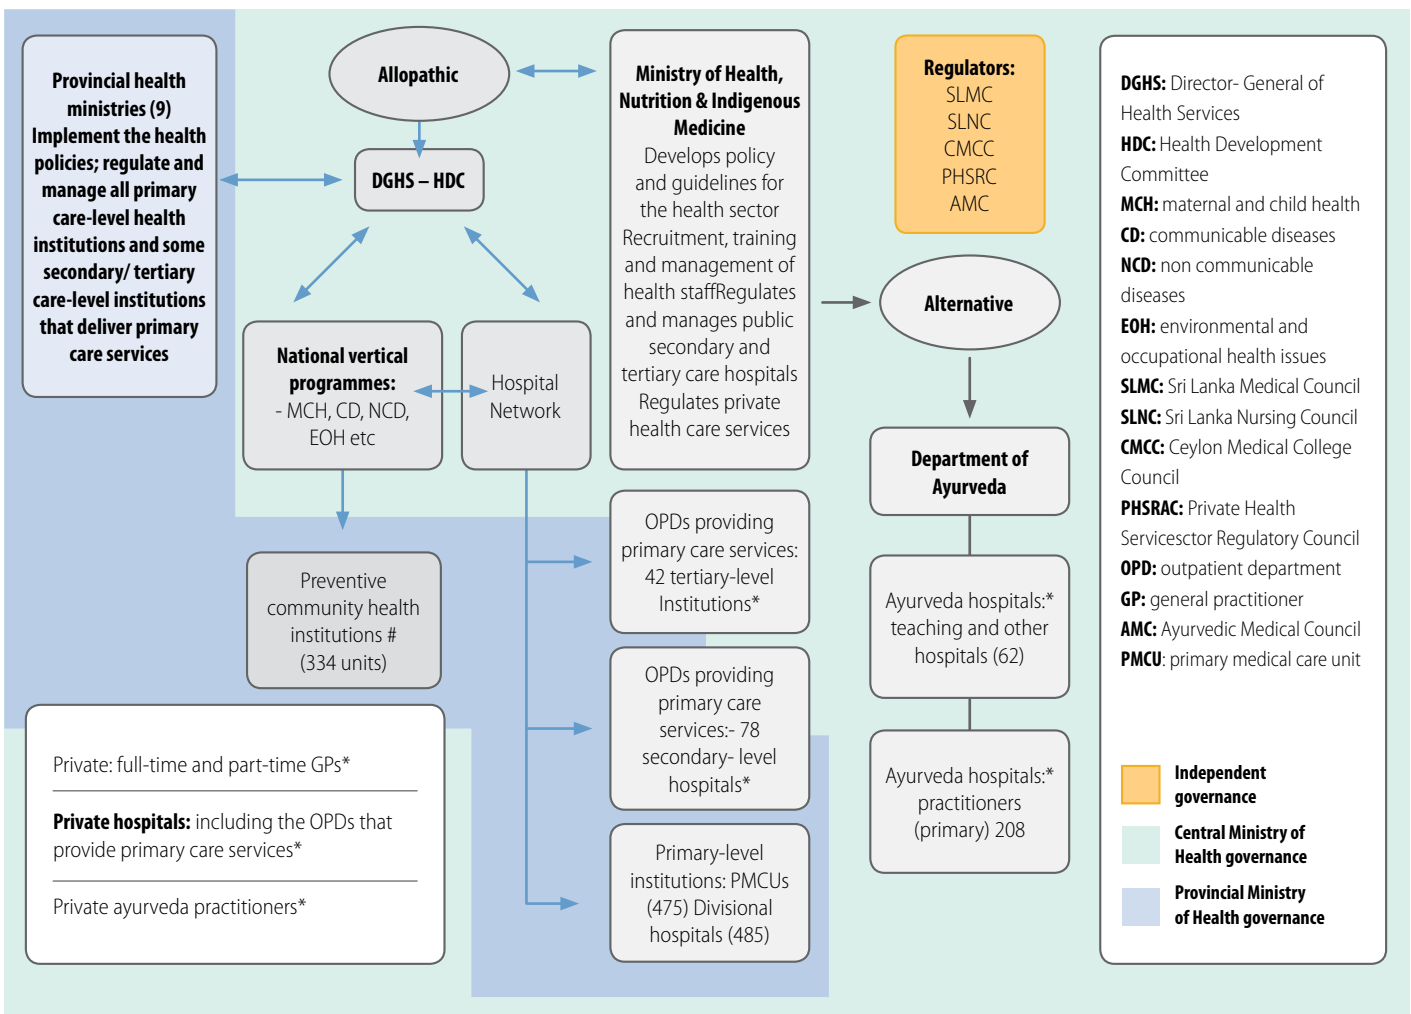 Provincial health
ministries (9)
Implement the health
policies; regulate and
manage all primary
care-level health
institutions and some
secondary/ tertiary
care-level institutions
that deliver primary
care services
Allopathic
DGHS – HDC
National vertical
programmes:
- MCH, CD, NCD,
EOH etc
Hospital
Network
Preventive
community health
institutions #
(334 units)
Private: full-time and part-time GPs*
Private hospitals: including the OPDs that
provide primary care services*
Private ayurveda practitioners*
Ministry of Health,
Nutrition & Indigenous
Medicine
Develops policy
and guidelines for
the health sector
Recruitment, training
and management of
health staffRegulates
and manages public
secondary and
tertiary care hospitals
Regulates private
health care services
OPDs providing
primary care services:
42 tertiary-level
Institutions*
OPDs providing
primary care
services:- 78
secondary- level
hospitals*
Primary-level
institutions: PMCUs
(475) Divisional
hospitals (485)
Regulators:
SLMC
SLNC
CMCC
PHSRC
AMC
Alternative
Department of
Ayurveda
Ayurveda hospitals:*
teaching and other
hospitals (62)
Ayurveda hospitals:*
practitioners
(primary) 208
DGHS: Director- General of
Health Services
HDC: Health Development
Committee
MCH: maternal and child health
CD: communicable diseases
NCD: non communicable
diseases
EOH: environmental and
occupational health issues
SLMC: Sri Lanka Medical Council
SLNC: Sri Lanka Nursing Council
CMCC: Ceylon Medical College
Council
PHSRAC: Private Health
Servicesctor Regulatory Council
OPD: outpatient department
GP: general practitioner
AMC: Ayurvedic Medical Council
PMCU: primary medical care unit
Independent
governance
Central Ministry of
Health governance
Provincial Ministry
of Health governance